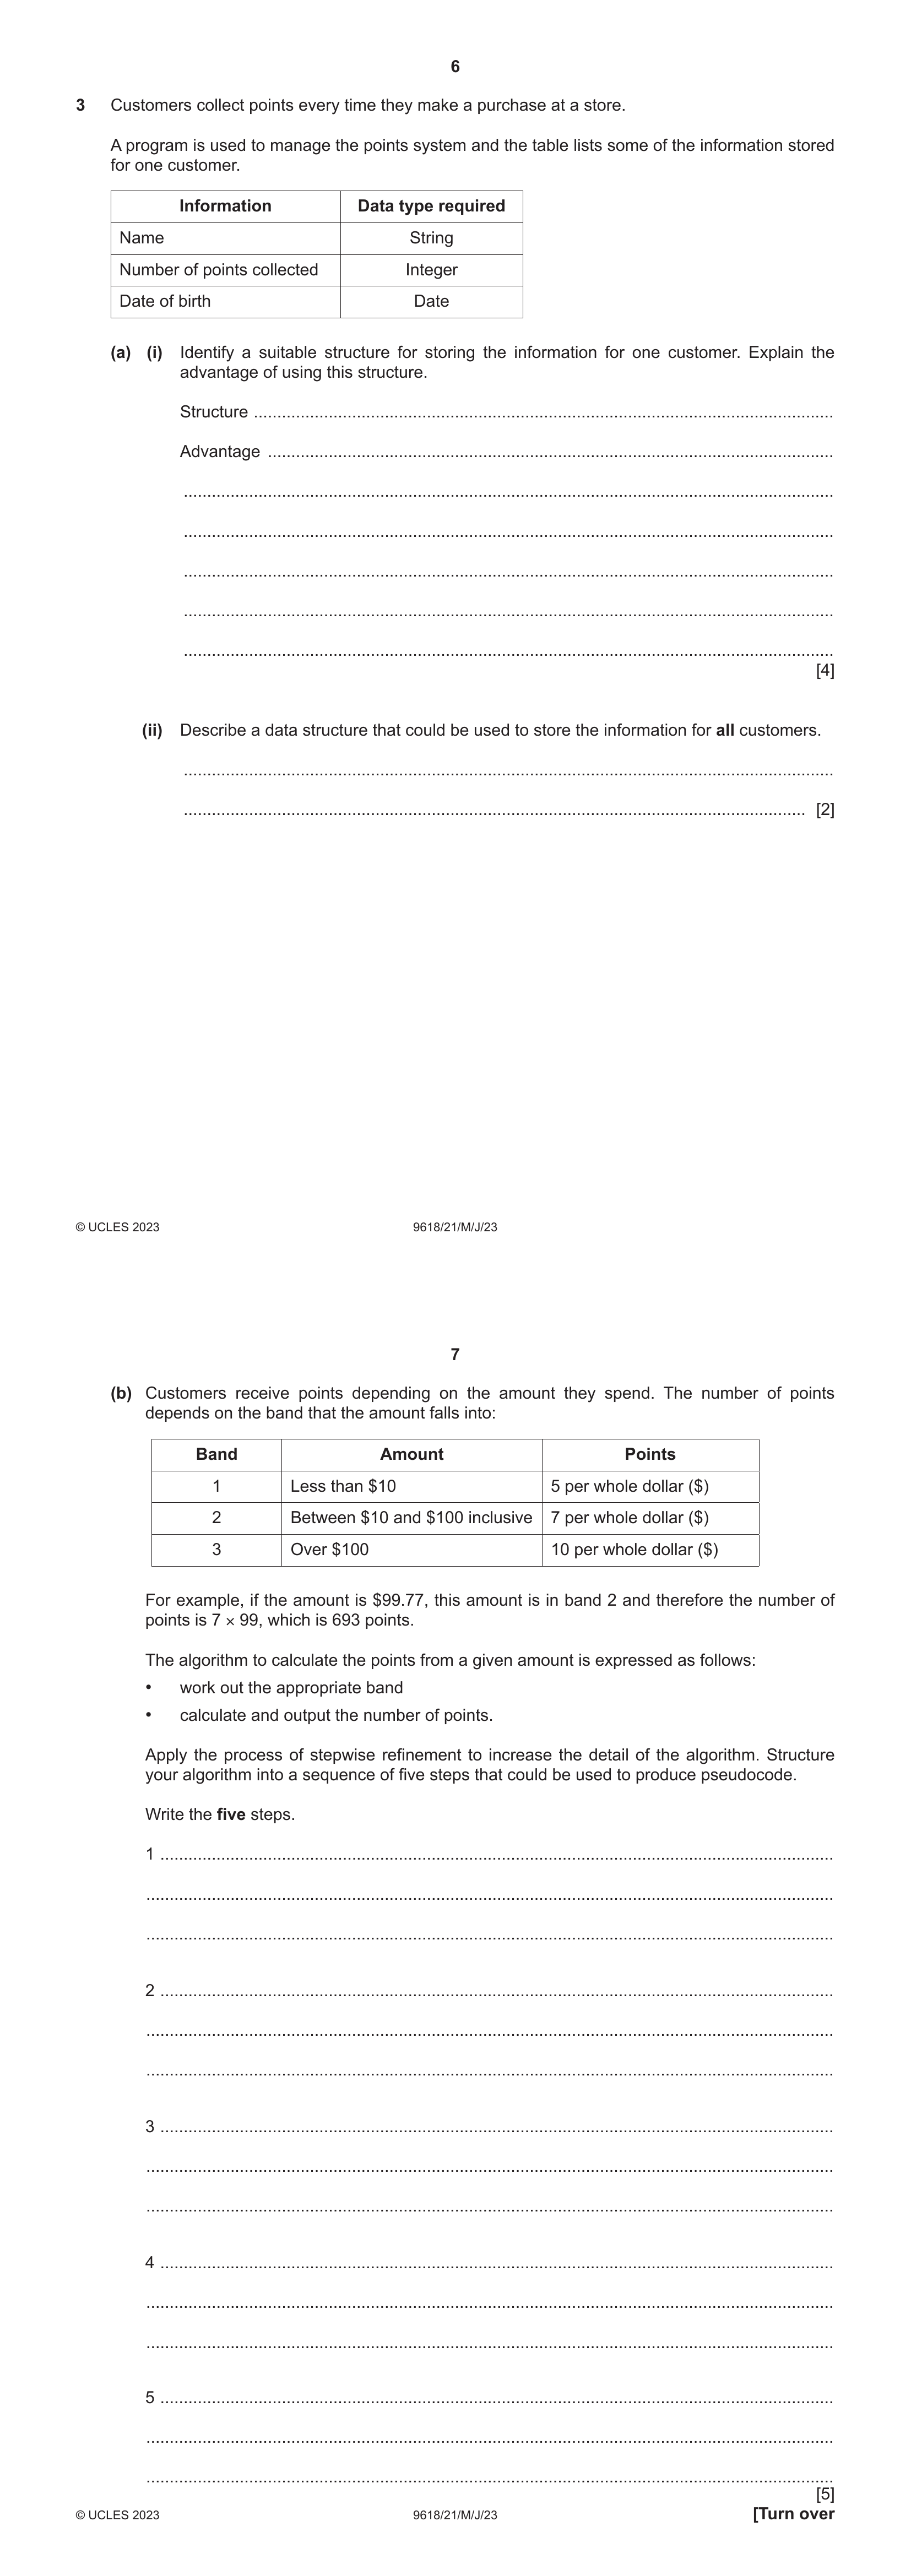 6
3 Customers collect points every time they make a purchase at a store.
A program is used to manage the points system and the table lists some of the information stored
for one customer.
Information Data type required
Name String
Number of points collected Integer
Date of birth Date
(a) (i) Identify a suitable structure for storing the information for one customer. Explain the
advantage of using this structure.
Structure ..............................................................................................................................
Advantage ...........................................................................................................................
.............................................................................................................................................
.............................................................................................................................................
.............................................................................................................................................
.............................................................................................................................................
.............................................................................................................................................
[4]
(ii) Describe a data structure that could be used to store the information for all customers.
.............................................................................................................................................
....................................................................................................................................... [2]
© UCLES 2023 9618/21/M/J/23
7
(b) Customers receive points depending on the amount they spend. The number of points
depends on the band that the amount falls into:
Band Amount Points
1 Less than $10 5 per whole dollar ($)
2 Between $10 and $100 inclusive 7 per whole dollar ($)
3 Over $100 10 per whole dollar ($)
For example, if the amount is $99.77, this amount is in band 2 and therefore the number of
points is 7 × 99, which is 693 points.
The algorithm to calculate the points from a given amount is expressed as follows:
• work out the appropriate band
• calculate and output the number of points.
Apply the process of stepwise refinement to increase the detail of the algorithm. Structure
your algorithm into a sequence of five steps that could be used to produce pseudocode.
Write the five steps.
1 ..................................................................................................................................................
.....................................................................................................................................................
.....................................................................................................................................................
2 ..................................................................................................................................................
.....................................................................................................................................................
.....................................................................................................................................................
3 ..................................................................................................................................................
.....................................................................................................................................................
.....................................................................................................................................................
4 ..................................................................................................................................................
.....................................................................................................................................................
.....................................................................................................................................................
5 ..................................................................................................................................................
.....................................................................................................................................................
.....................................................................................................................................................
[5]
© UCLES 2023 9618/21/M/J/23 [Turn over